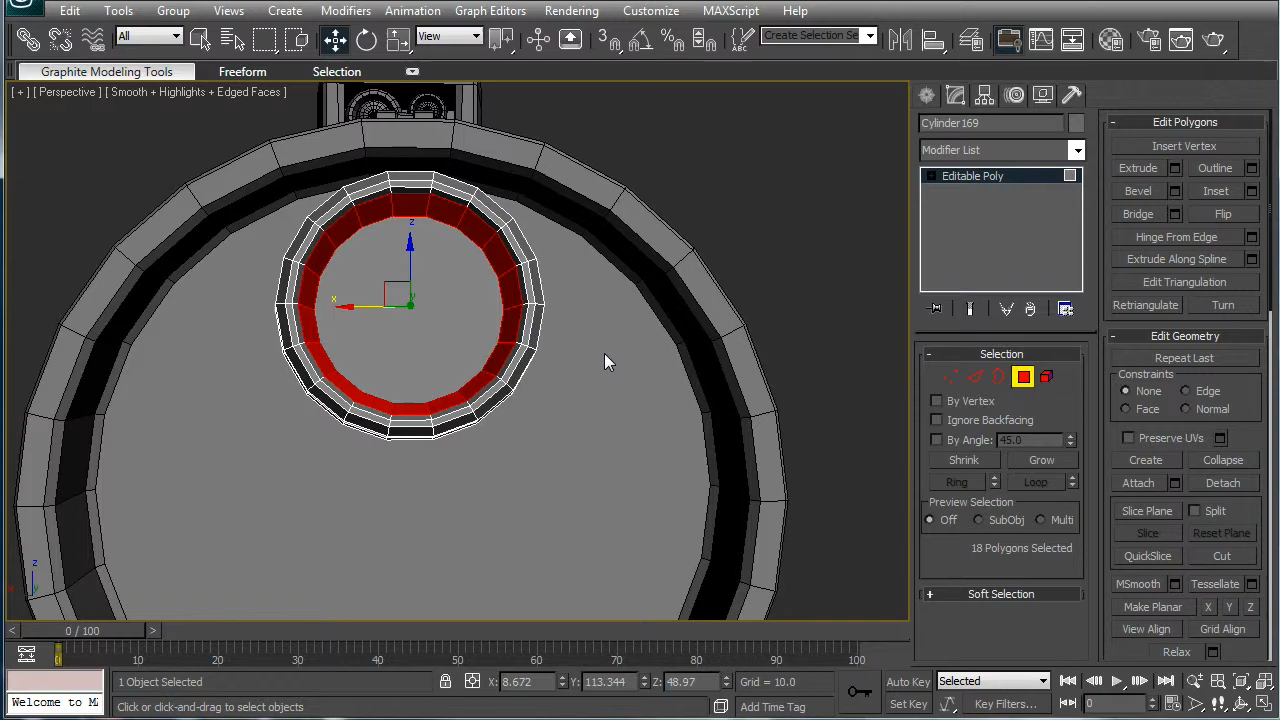 Edit Tools Group Views Create Modifiers Animation Graph Editors Rendering Customize MAXScript Help
All View 3 Create Selection Se
Graphite Modeling Tools Freeform Selection
[ + ] [ Perspective ] [ Smooth + Highlights + Edged Faces ]
z
x
y
z
x
y
Cylinder169
Modifier List
Editable Poly
Selection
By Vertex
Ignore Backfacing
By Angle: 45.0
Shrink Grow
Ring Loop
Preview Selection
Off SubObj Multi
18 Polygons Selected
Soft Selection
Edit Polygons
Insert Vertex
Extrude Outline
Bevel Inset
Bridge Flip
Hinge From Edge
Extrude Along Spline
Edit Triangulation
Retriangulate Turn
Edit Geometry
Repeat Last
Constraints
None Edge
Face Normal
Preserve UVs
Create Collapse
Attach Detach
Slice Plane Split
Slice Reset Plane
QuickSlice Cut
MSmooth Tessellate
Make Planar X Y Z
View Align Grid Align
Relax
< 0 / 100 >
0 10 20 30 40 50 60 70 80 90 100
1 Object Selected X: 8.672 Y: 113.344 Z: 48.97 Grid = 10.0 Auto Key Selected
Welcome to M Click or click-and-drag to select objects Add Time Tag Set Key Key Filters... 0